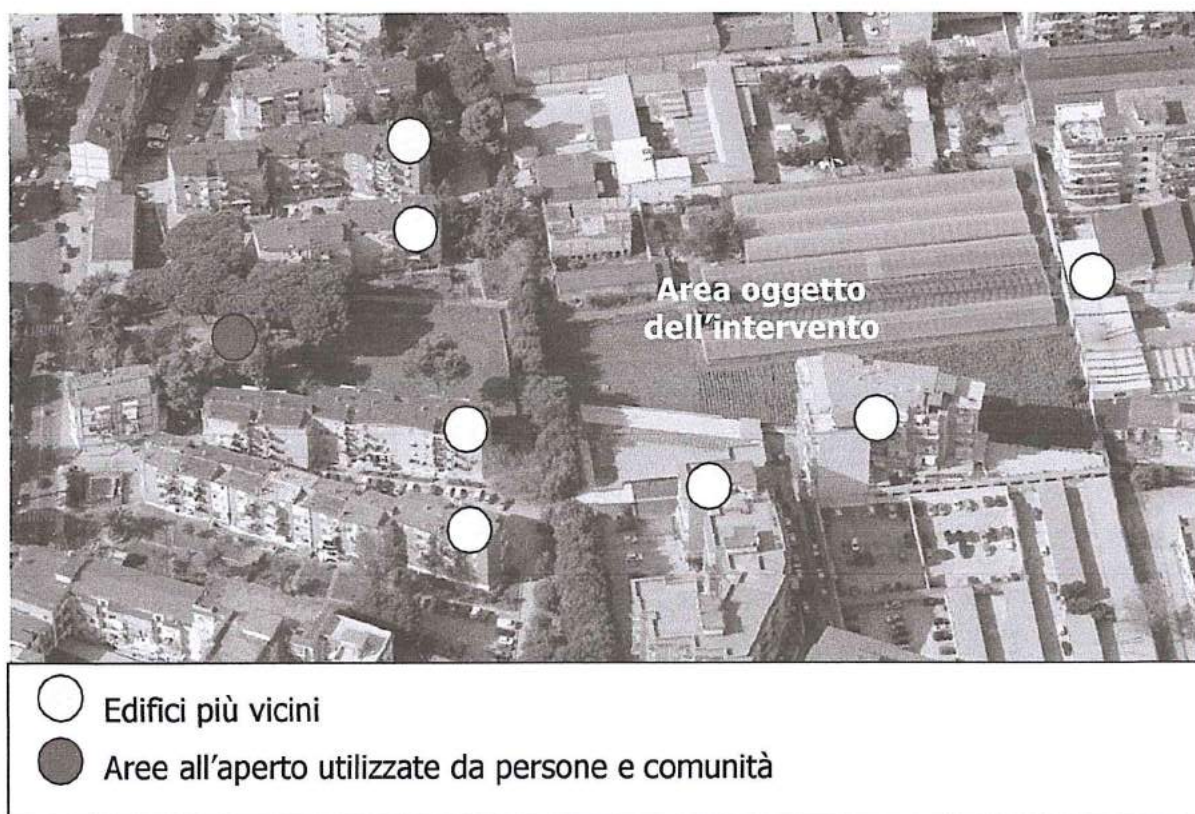 Area oggetto
dell'intervento
Edifici più vicini
Aree all'aperto utilizzate da persone e comunità